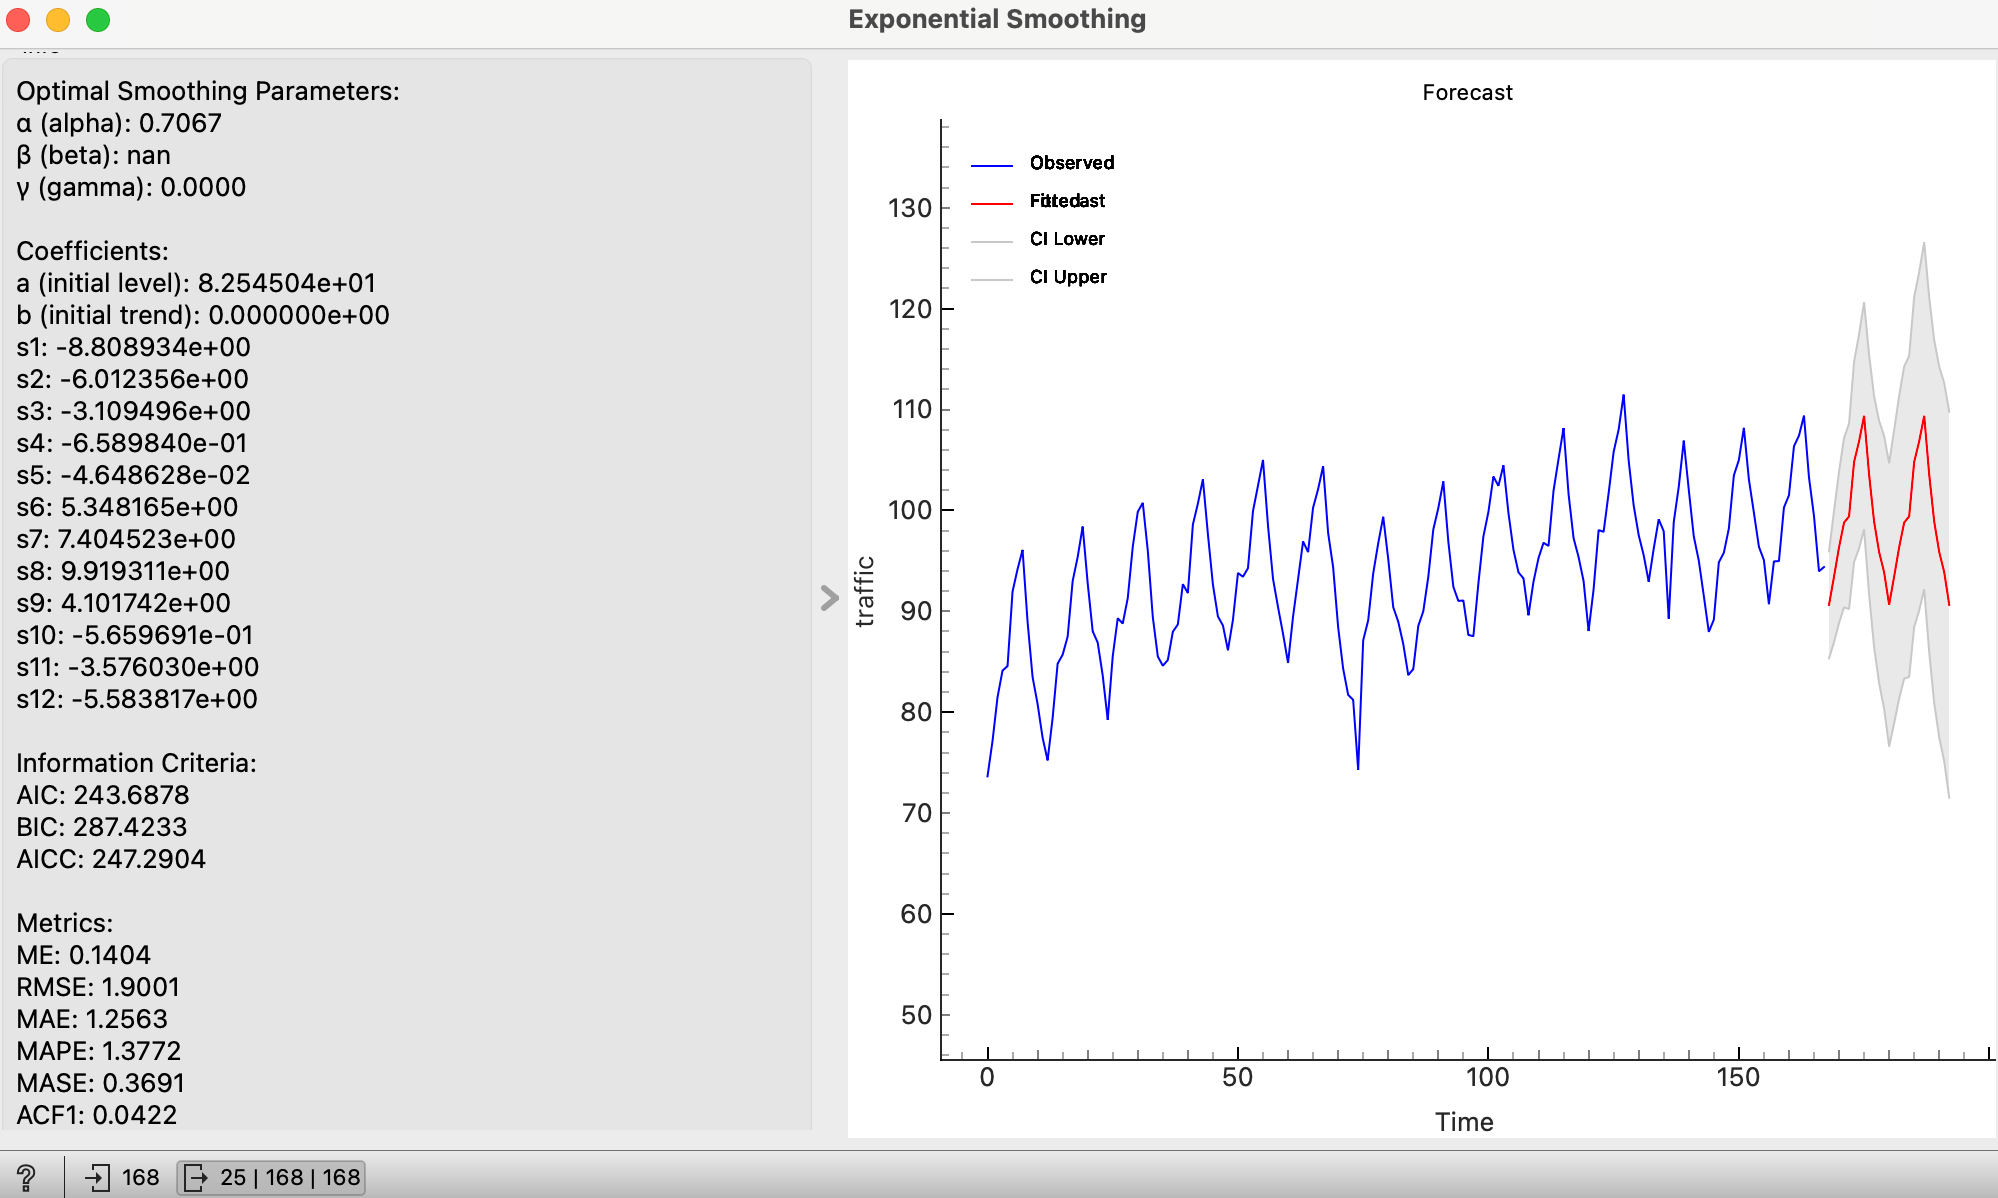 Exponential Smoothing
Optimal Smoothing Parameters:
α (alpha): 0.7067
β (beta): nan
γ (gamma): 0.0000
Coefficients:
a (initial level): 8.254504e+01
b (initial trend): 0.000000e+00
s1: -8.808934e+00
s2: -6.012356e+00
s3: -3.109496e+00
s4: -6.589840e-01
s5: -4.648628e-02
s6: 5.348165e+00
s7: 7.404523e+00
s8: 9.919311e+00
s9: 4.101742e+00
s10: -5.659691e-01
s11: -3.576030e+00
s12: -5.583817e+00
Information Criteria:
AIC: 243.6878
BIC: 287.4233
AICC: 247.2904
Metrics:
ME: 0.1404
RMSE: 1.9001
MAE: 1.2563
MAPE: 1.3772
MASE: 0.3691
ACF1: 0.0422
Forecast
Observed
CI Lower
CI Upper
130
120
110
100
90
80
70
60
50
traffic
0 50 100 150
Time
? 168 25 | 168 | 168